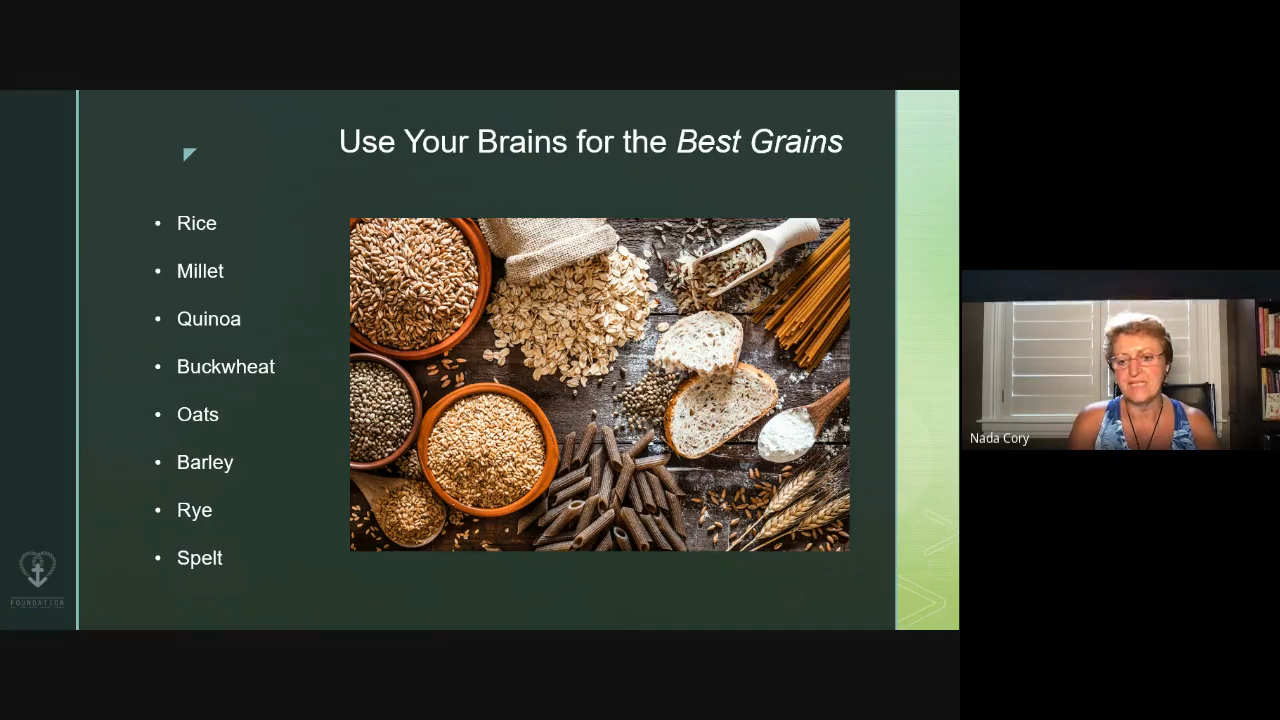 Use Your Brains for the Best Grains
• Rice
• Millet
• Quinoa
• Buckwheat
• Oats
• Barley
• Rye
• Spelt
FOUNDATION
Nada Cory